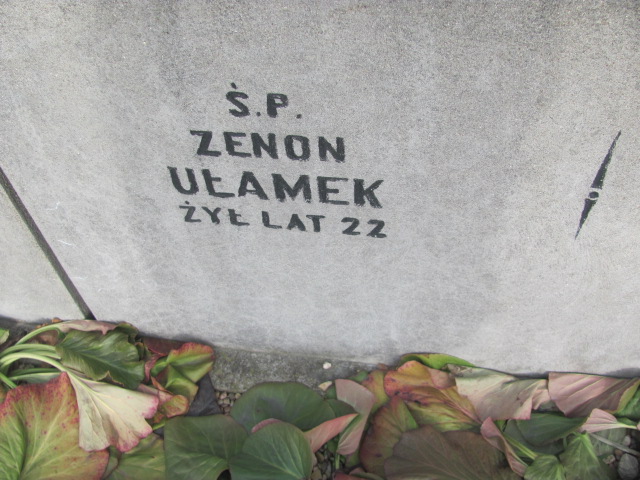 Ś.P.
ZENON
UŁAMEK
ŻYŁ LAT 22